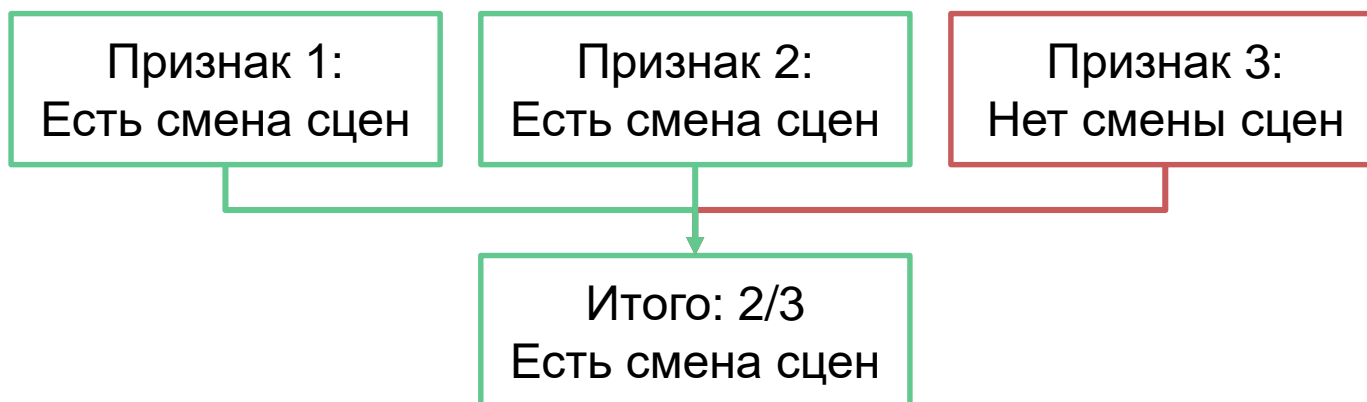 Признак 1:
Есть смена сцен
Признак 2:
Есть смена сцен
Признак 3:
Нет смены сцен
Итого: 2/3
Есть смена сцен